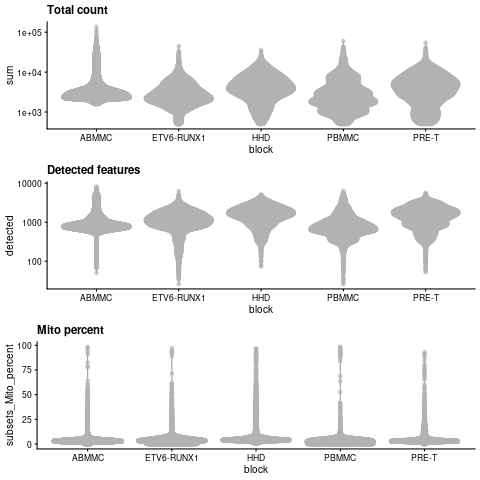 Total count
1e+05
1e+04
1e+03
sum
ABMMC ETV6-RUNX1 HHD PBMMC PRE-T
block
Detected features
10000
1000
100
detected
ABMMC ETV6-RUNX1 HHD PBMMC PRE-T
block
Mito percent
100
75
50
25
0
subsets_Mito_percent
ABMMC ETV6-RUNX1 HHD PBMMC PRE-T
block